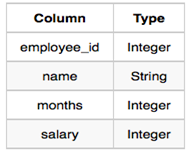 Column Type
employee_id Integer
name String
months Integer
salary Integer